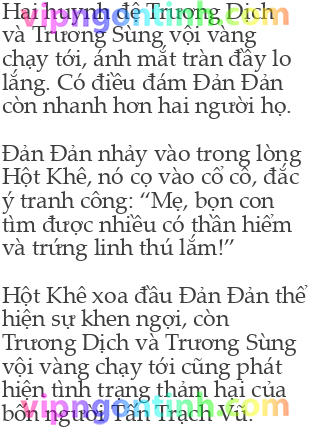 Hai huynh đệ Trương Dịch
và Trương Sùng vội vàng
chạy tới, ánh mắt tràn đầy lo
lắng. Có điều đám Đản Đản
còn nhanh hơn hai người họ.
Đản Đản nhảy vào trong lòng
Hột Khê, nó cọ vào cổ cô, đắc
ý tranh công: “Mẹ, bọn con
tìm được nhiều cỏ thần hiếm
và trứng linh thú lắm!”
Hột Khê xoa đầu Đản Đản thể
hiện sự khen ngợi, còn
Trương Dịch và Trương Sùng
vội vàng chạy tới cũng phát
hiện tình trạng thảm hại của
bốn người Tần Trạch Vũ.
vipngontinh.com
vipngontinh.com